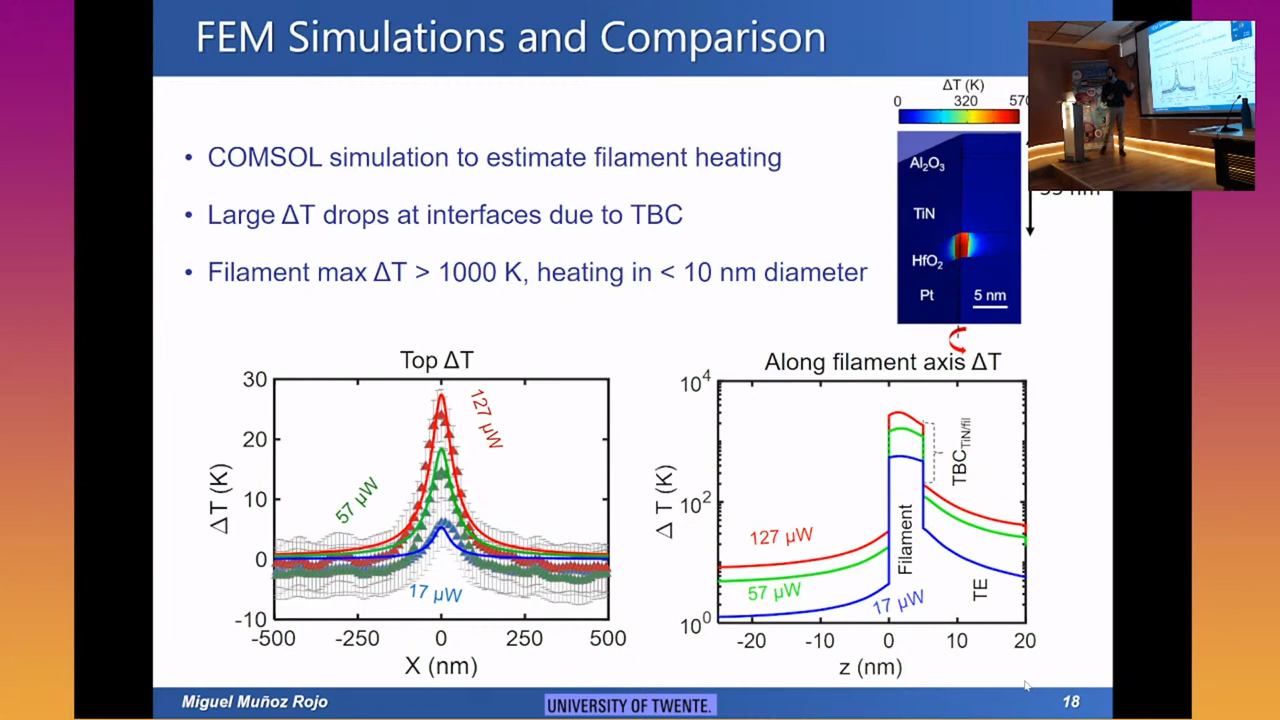 FEM Simulations and Comparison
ΔT (K)
0 320 570
• COMSOL simulation to estimate filament heating
• Large ΔT drops at interfaces due to TBC
• Filament max ΔT > 1000 K, heating in < 10 nm diameter
Al2O3
TiN
HfO2
Pt
5 nm
Top ΔT
30
20
10
0
-10
ΔT (K)
127 µW
57 µW
17 µW
-500 -250 0 250 500
X (nm)
Along filament axis ΔT
10⁴
10²
10⁰
Δ T (K)
127 µW
57 µW
17 µW
Filament
TBC TiN/fil
TE
-20 -10 0 10 20
z (nm)
Miguel Muñoz Rojo
UNIVERSITY OF TWENTE.
18